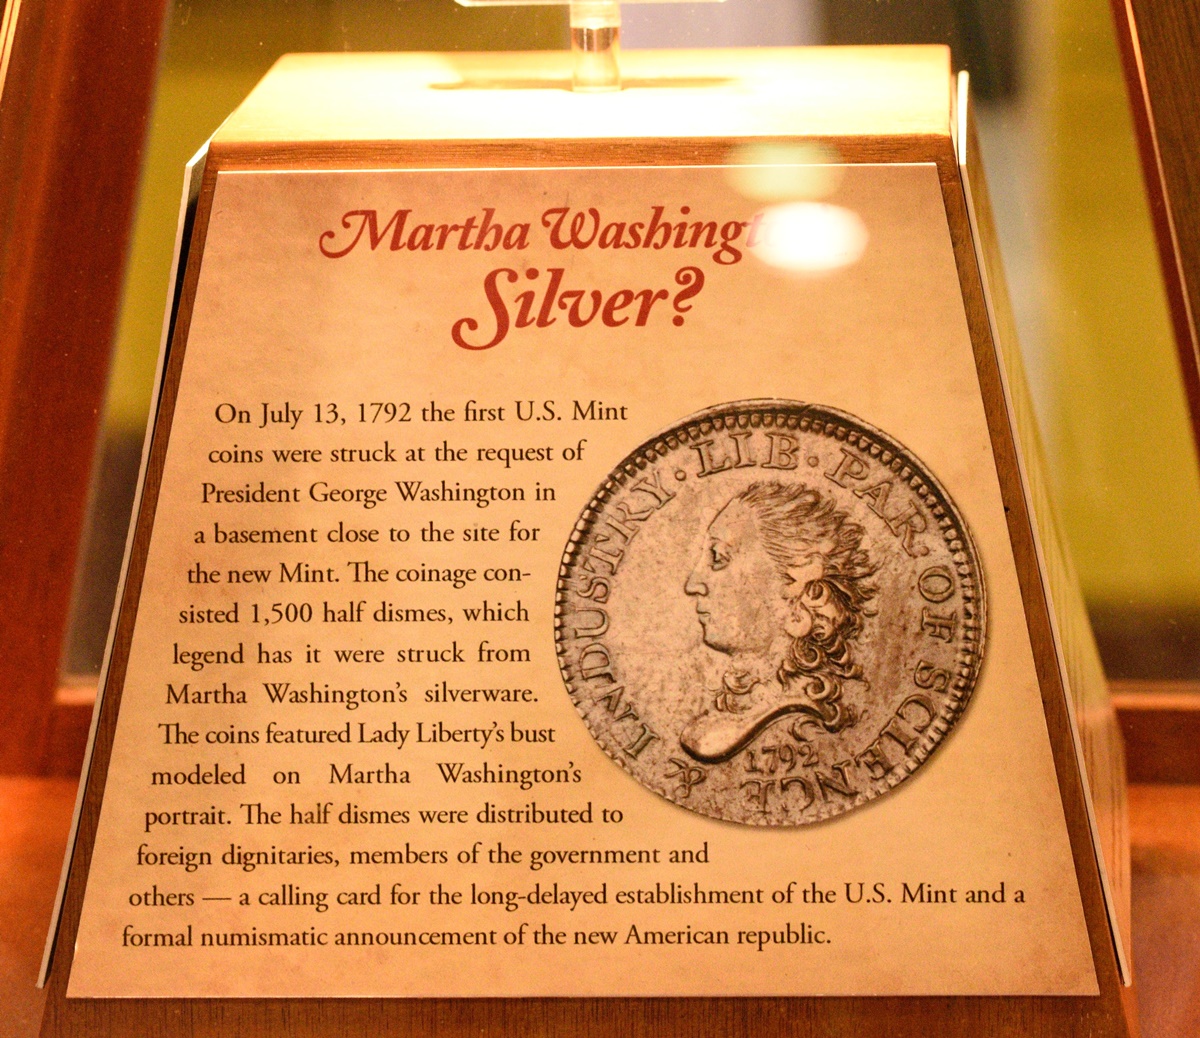 Martha Washingt
Silver?
On July 13, 1792 the first U.S. Mint
coins were struck at the request of
President George Washington in
a basement close to the site for
the new Mint. The coinage con-
sisted 1,500 half dismes, which
legend has it were struck from
Martha Washington's silverware.
The coins featured Lady Liberty's bust
modeled on Martha Washington's
portrait. The half dismes were distributed to
foreign dignitaries, members of the government and
others — a calling card for the long-delayed establishment of the U.S. Mint and a
formal numismatic announcement of the new American republic.
LIB. PAR. OF SCIENCE & INDUSTRY.
1792